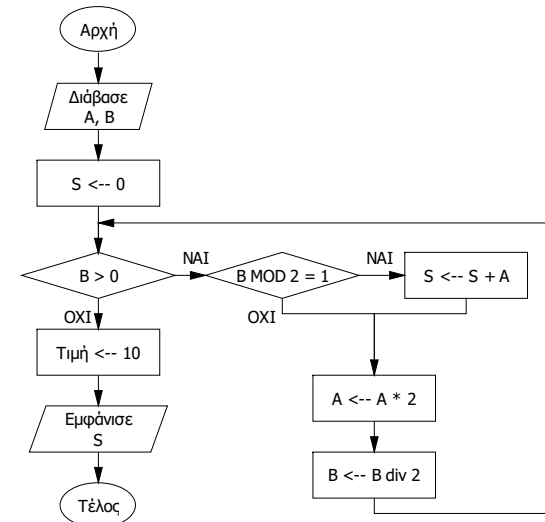 Αρχή
Διάβασε
Α, Β
S <-- 0
B > 0
ΝΑΙ
B MOD 2 = 1
ΝΑΙ
S <-- S + A
ΟΧΙ
ΟΧΙ
Τιμή <-- 10
A <-- A * 2
Εμφάνισε
S
B <-- B div 2
Τέλος